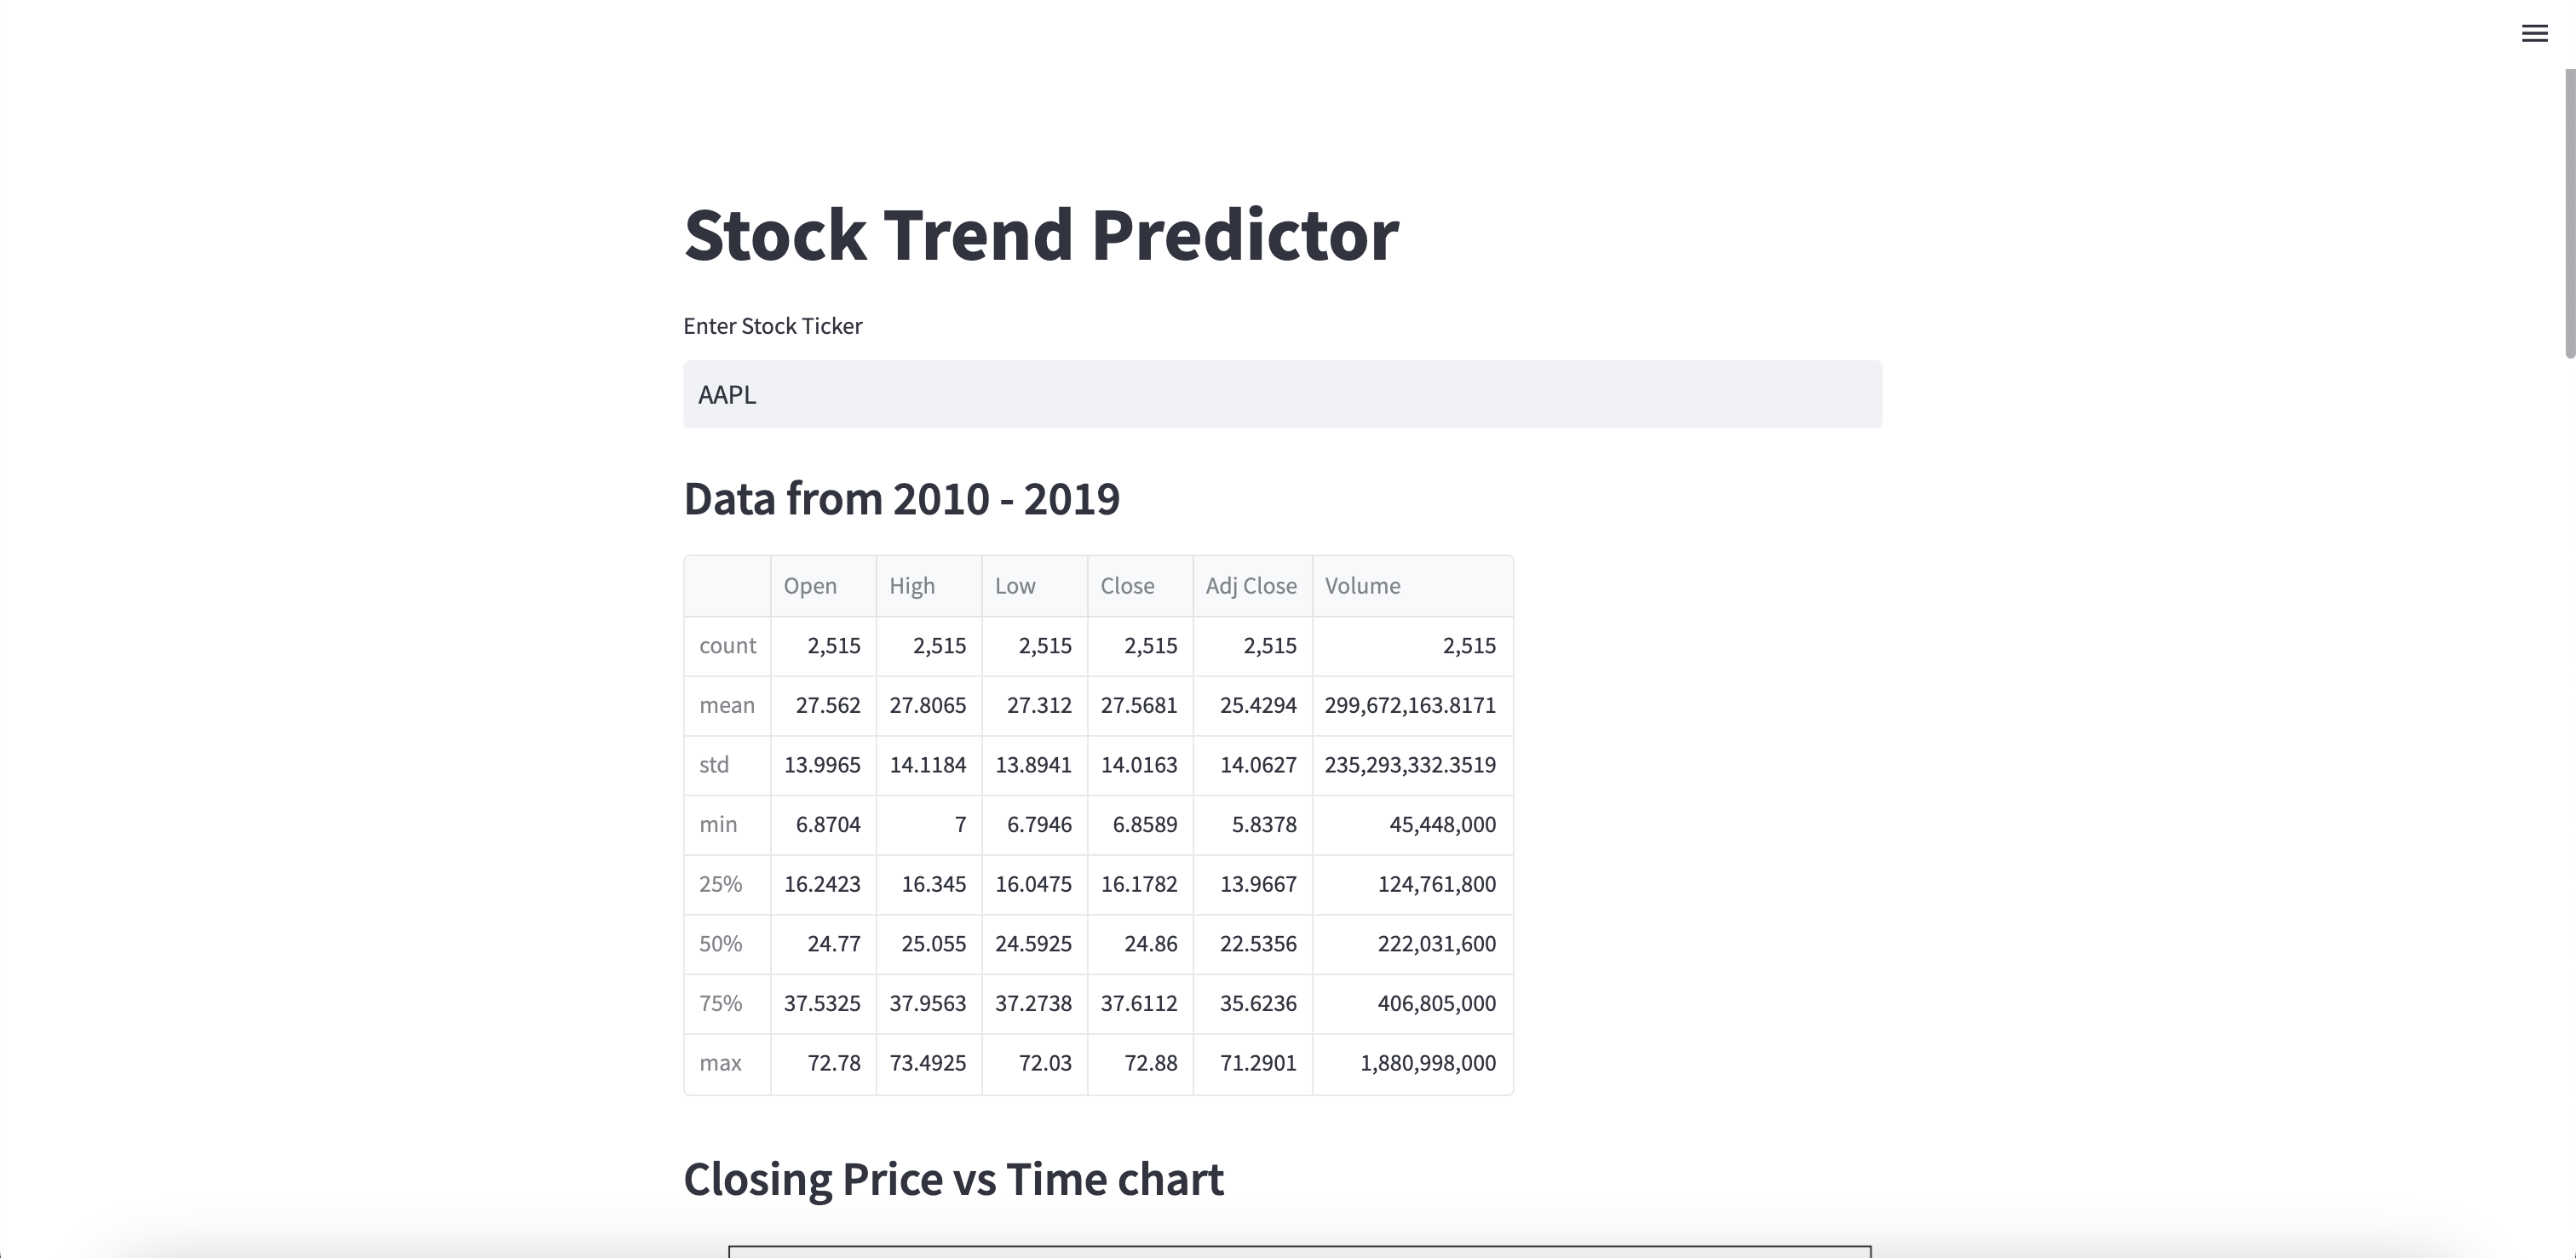 Stock Trend Predictor
Enter Stock Ticker
AAPL
Data from 2010 - 2019
Open High Low Close Adj Close Volume
count 2,515 2,515 2,515 2,515 2,515 2,515
mean 27.562 27.8065 27.312 27.5681 25.4294 299,672,163.8171
std 13.9965 14.1184 13.8941 14.0163 14.0627 235,293,332.3519
min 6.8704 7 6.7946 6.8589 5.8378 45,448,000
25% 16.2423 16.345 16.0475 16.1782 13.9667 124,761,800
50% 24.77 25.055 24.5925 24.86 22.5356 222,031,600
75% 37.5325 37.9563 37.2738 37.6112 35.6236 406,805,000
max 72.78 73.4925 72.03 72.88 71.2901 1,880,998,000
Closing Price vs Time chart